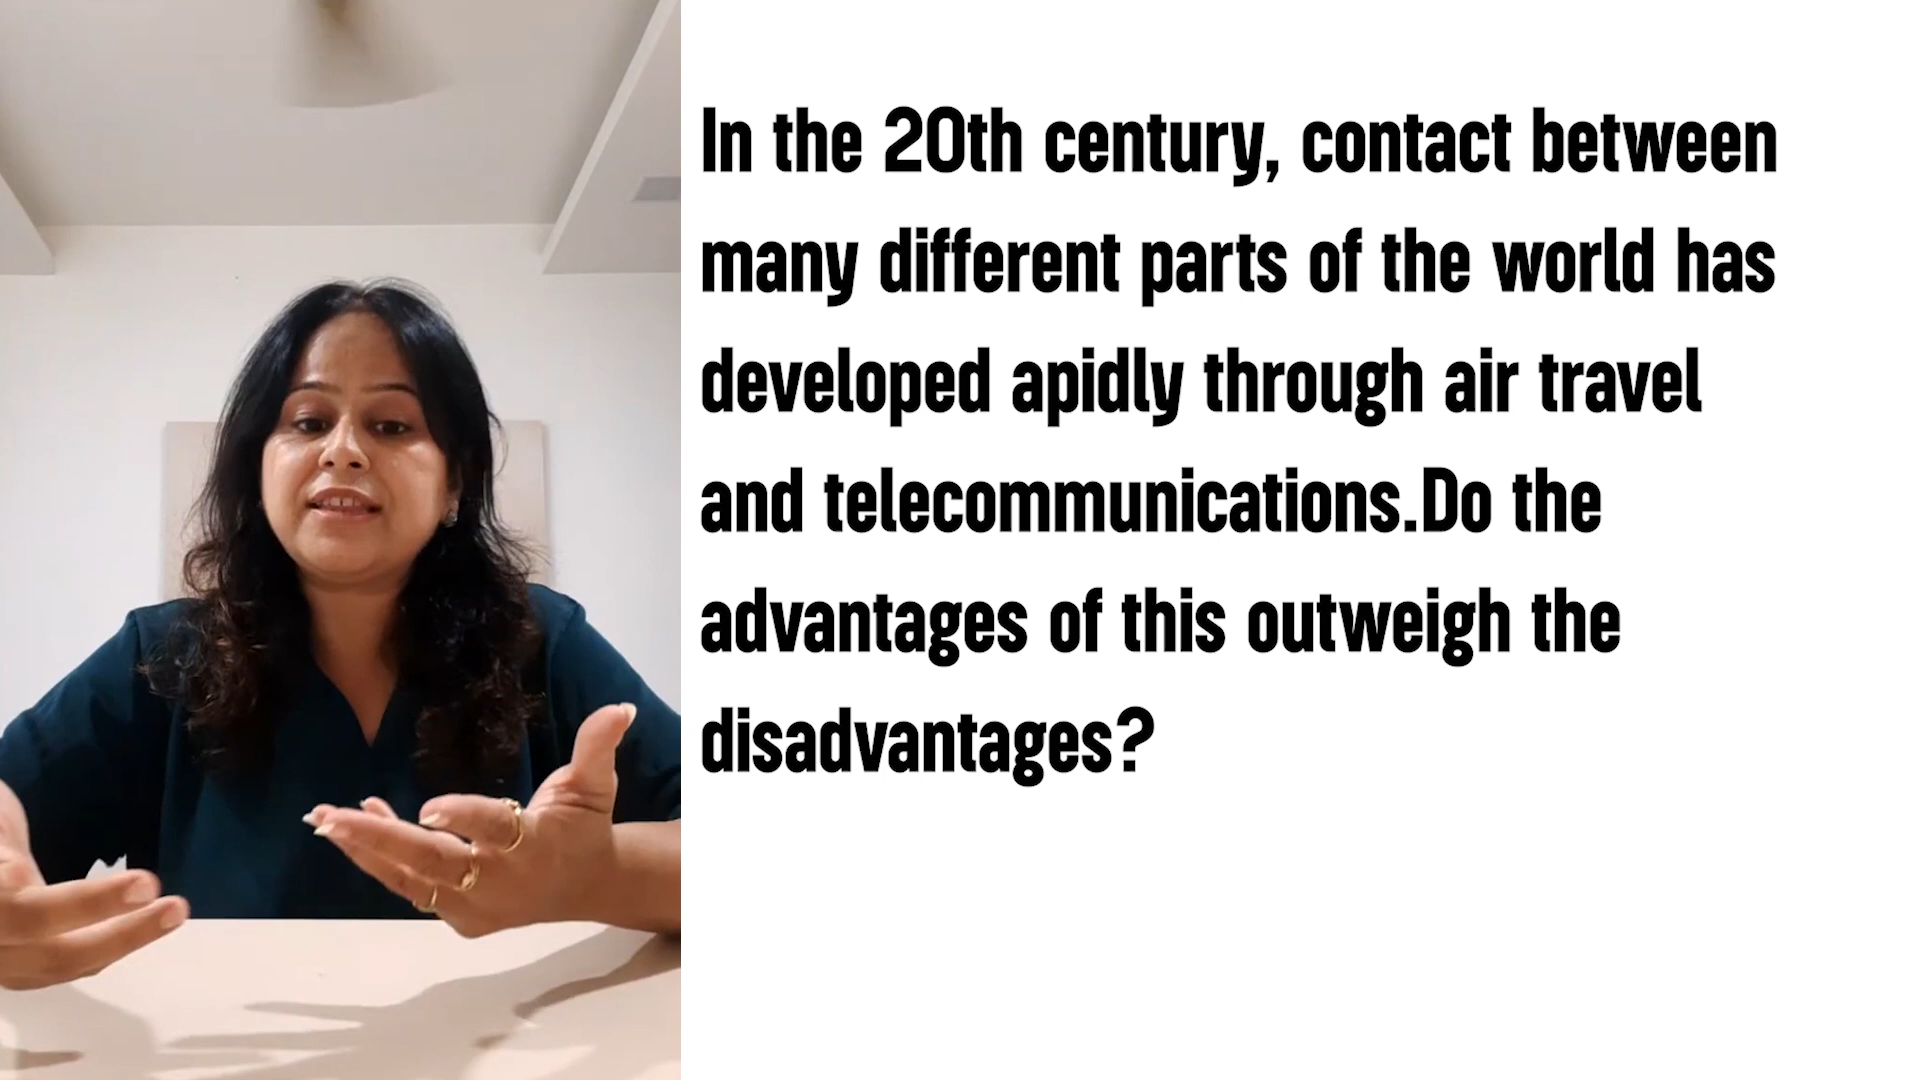 In the 20th century, contact between
many different parts of the world has
developed apidly through air travel
and telecommunications.Do the
advantages of this outweigh the
disadvantages?